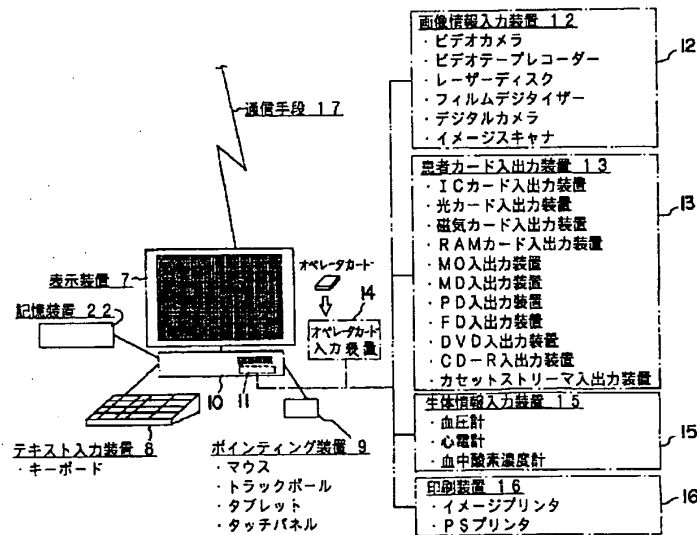 画像情報入力装置 12
・ビデオカメラ
・ビデオテープレコーダー
・レーザーディスク
・フィルムデジタイザー
・デジタルカメラ
・イメージスキャナ
12
通信手段 17
患者カード入出力装置 13
・ICカード入出力装置
・光カード入出力装置
・磁気カード入出力装置
・RAMカード入出力装置
・MO入出力装置
・MD入出力装置
・PD入出力装置
・FD入出力装置
・DVD入出力装置
・CD-R入出力装置
・カセットストリーマ入出力装置
13
表示装置 7
オペレータカード
14
オペレータカード
入力装置
記憶装置 22
10
11
テキスト入力装置 8
・キーボード
ポインティング装置 9
・マウス
・トラックボール
・タブレット
・タッチパネル
生体情報入力装置 15
・血圧計
・心電計
・血中酸素濃度計
15
印刷装置 16
・イメージプリンタ
・PSプリンタ
16